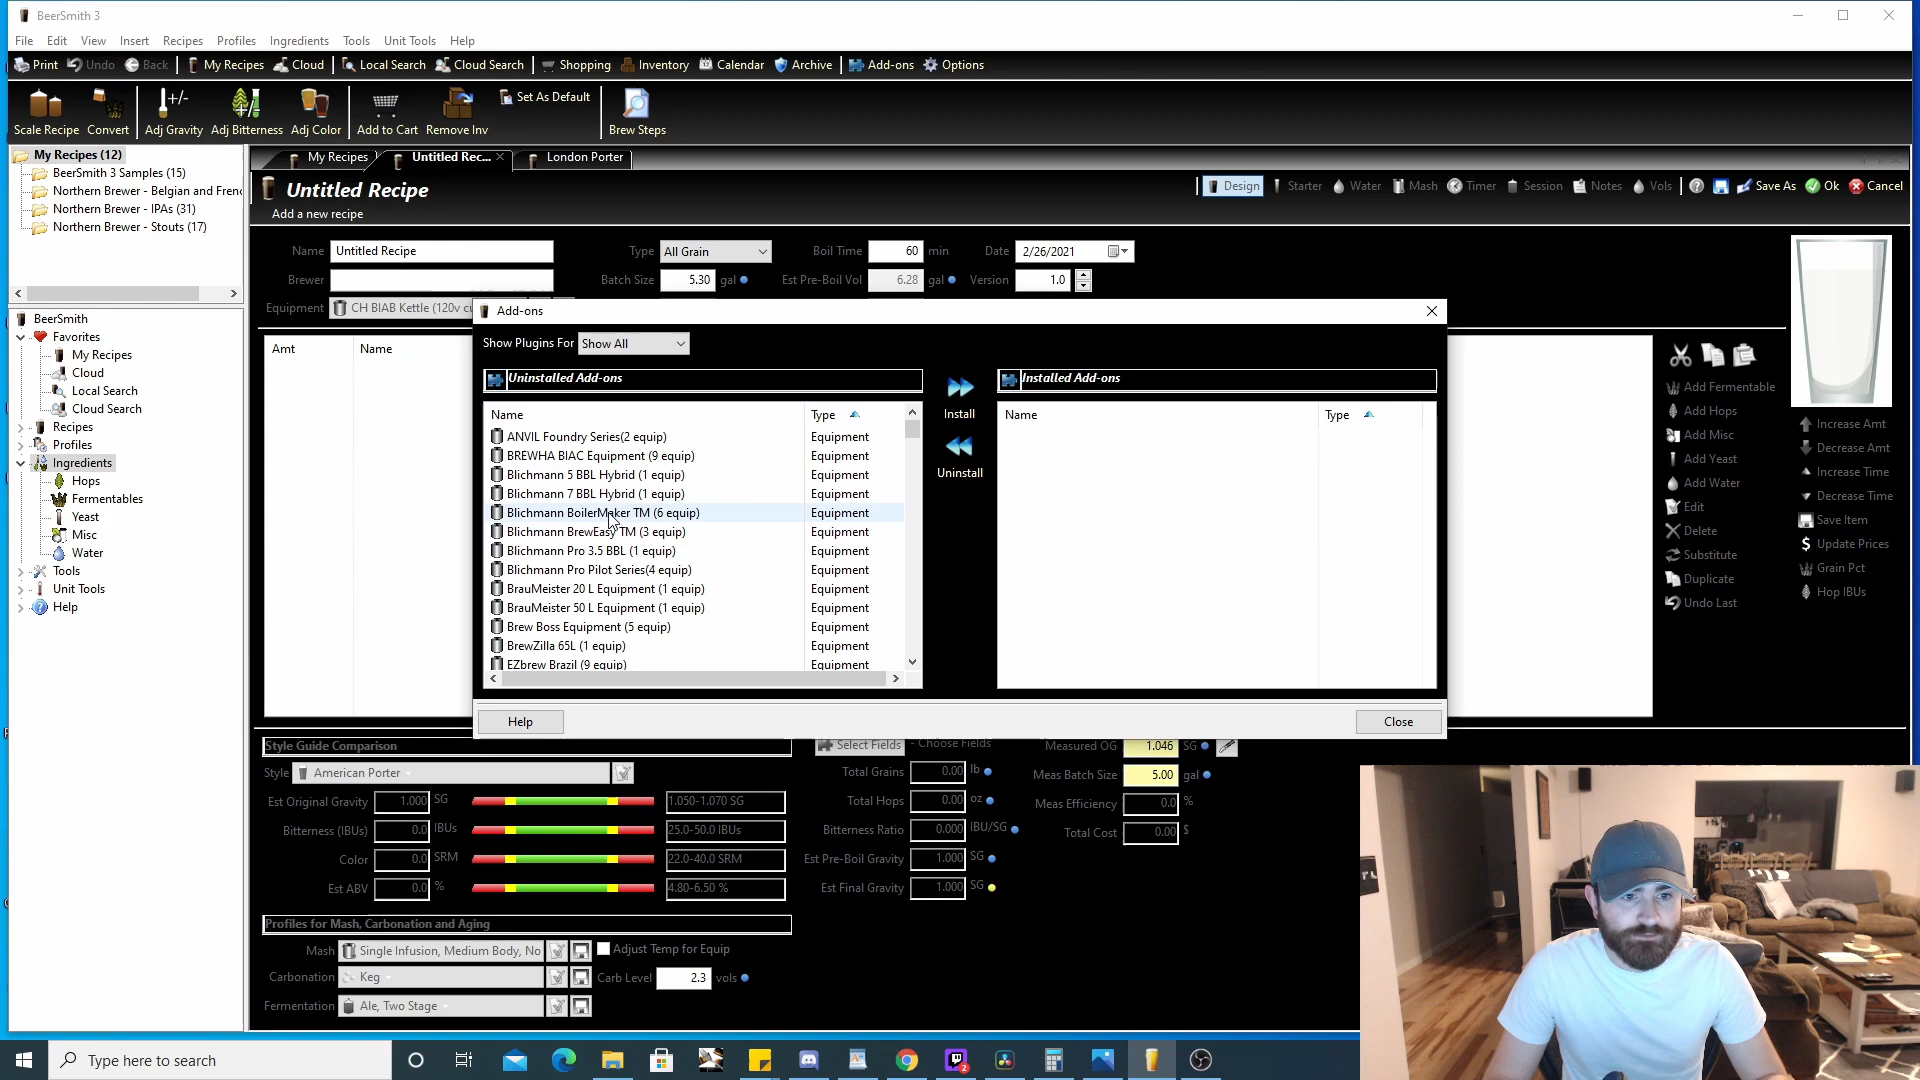 BeerSmith 3
File Edit View Insert Recipes Profiles Ingredients Tools Unit Tools Help
Print Undo Back My Recipes Cloud Local Search Cloud Search Shopping Inventory Calendar Archive Add-ons Options
Set As Default
Scale Recipe Convert Adj Gravity Adj Bitterness Adj Color Add to Cart Remove Inv Brew Steps
My Recipes (12)
BeerSmith 3 Samples (15)
Northern Brewer - Belgian and Frenc
Northern Brewer - IPAs (31)
Northern Brewer - Stouts (17)
BeerSmith
Favorites
My Recipes
Cloud
Local Search
Cloud Search
Recipes
Profiles
Ingredients
Hops
Fermentables
Yeast
Misc
Water
Tools
Unit Tools
Help
My Recipes Untitled Rec... London Porter
Untitled Recipe
Add a new recipe
Design Starter Water Mash Timer Session Notes Vols Save As Ok Cancel
Name Untitled Recipe Type All Grain Boil Time 60 min Date 2/26/2021
Brewer Batch Size 5.30 gal Est Pre-Boil Vol 6.28 gal Version 1.0
Equipment CH BIAB Kettle (120v cu
Amt Name
Add-ons
Show Plugins For Show All
Uninstalled Add-ons
Name Type
ANVIL Foundry Series(2 equip) Equipment
BREWHA BIAC Equipment (9 equip) Equipment
Blichmann 5 BBL Hybrid (1 equip) Equipment
Blichmann 7 BBL Hybrid (1 equip) Equipment
Blichmann BoilerMaker TM (6 equip) Equipment
Blichmann BrewEasy TM (3 equip) Equipment
Blichmann Pro 3.5 BBL (1 equip) Equipment
Blichmann Pro Pilot Series(4 equip) Equipment
BrauMeister 20 L Equipment (1 equip) Equipment
BrauMeister 50 L Equipment (1 equip) Equipment
Brew Boss Equipment (5 equip) Equipment
BrewZilla 65L (1 equip) Equipment
EZbrew Brazil (9 equip) Equipment
Install
Uninstall
Installed Add-ons
Name Type
Help Close
Add Fermentable
Add Hops
Add Misc
Add Yeast
Add Water
Edit
Delete
Substitute
Duplicate
Undo Last
Increase Amt
Decrease Amt
Increase Time
Decrease Time
Save Item
Update Prices
Grain Pct
Hop IBUs
Style Guide Comparison
Style American Porter
Est Original Gravity 1.000 SG 1.050-1.070 SG
Bitterness (IBUs) 0.0 IBUs 25.0-50.0 IBUs
Color 0.0 SRM 22.0-40.0 SRM
Est ABV 0.0 % 4.80-6.50 %
Select Fields - Choose Fields
Total Grains 0.00 lb
Total Hops 0.00 oz
Bitterness Ratio 0.000 IBU/SG
Est Pre-Boil Gravity 1.000 SG
Est Final Gravity 1.000 SG
Measured OG 1.046 SG
Meas Batch Size 5.00 gal
Meas Efficiency 0.0 %
Total Cost 0.00 $
Profiles for Mash, Carbonation and Aging
Mash Single Infusion, Medium Body, No Adjust Temp for Equip
Carbonation Keg Carb Level 2.3 vols
Fermentation Ale, Two Stage
Type here to search
2